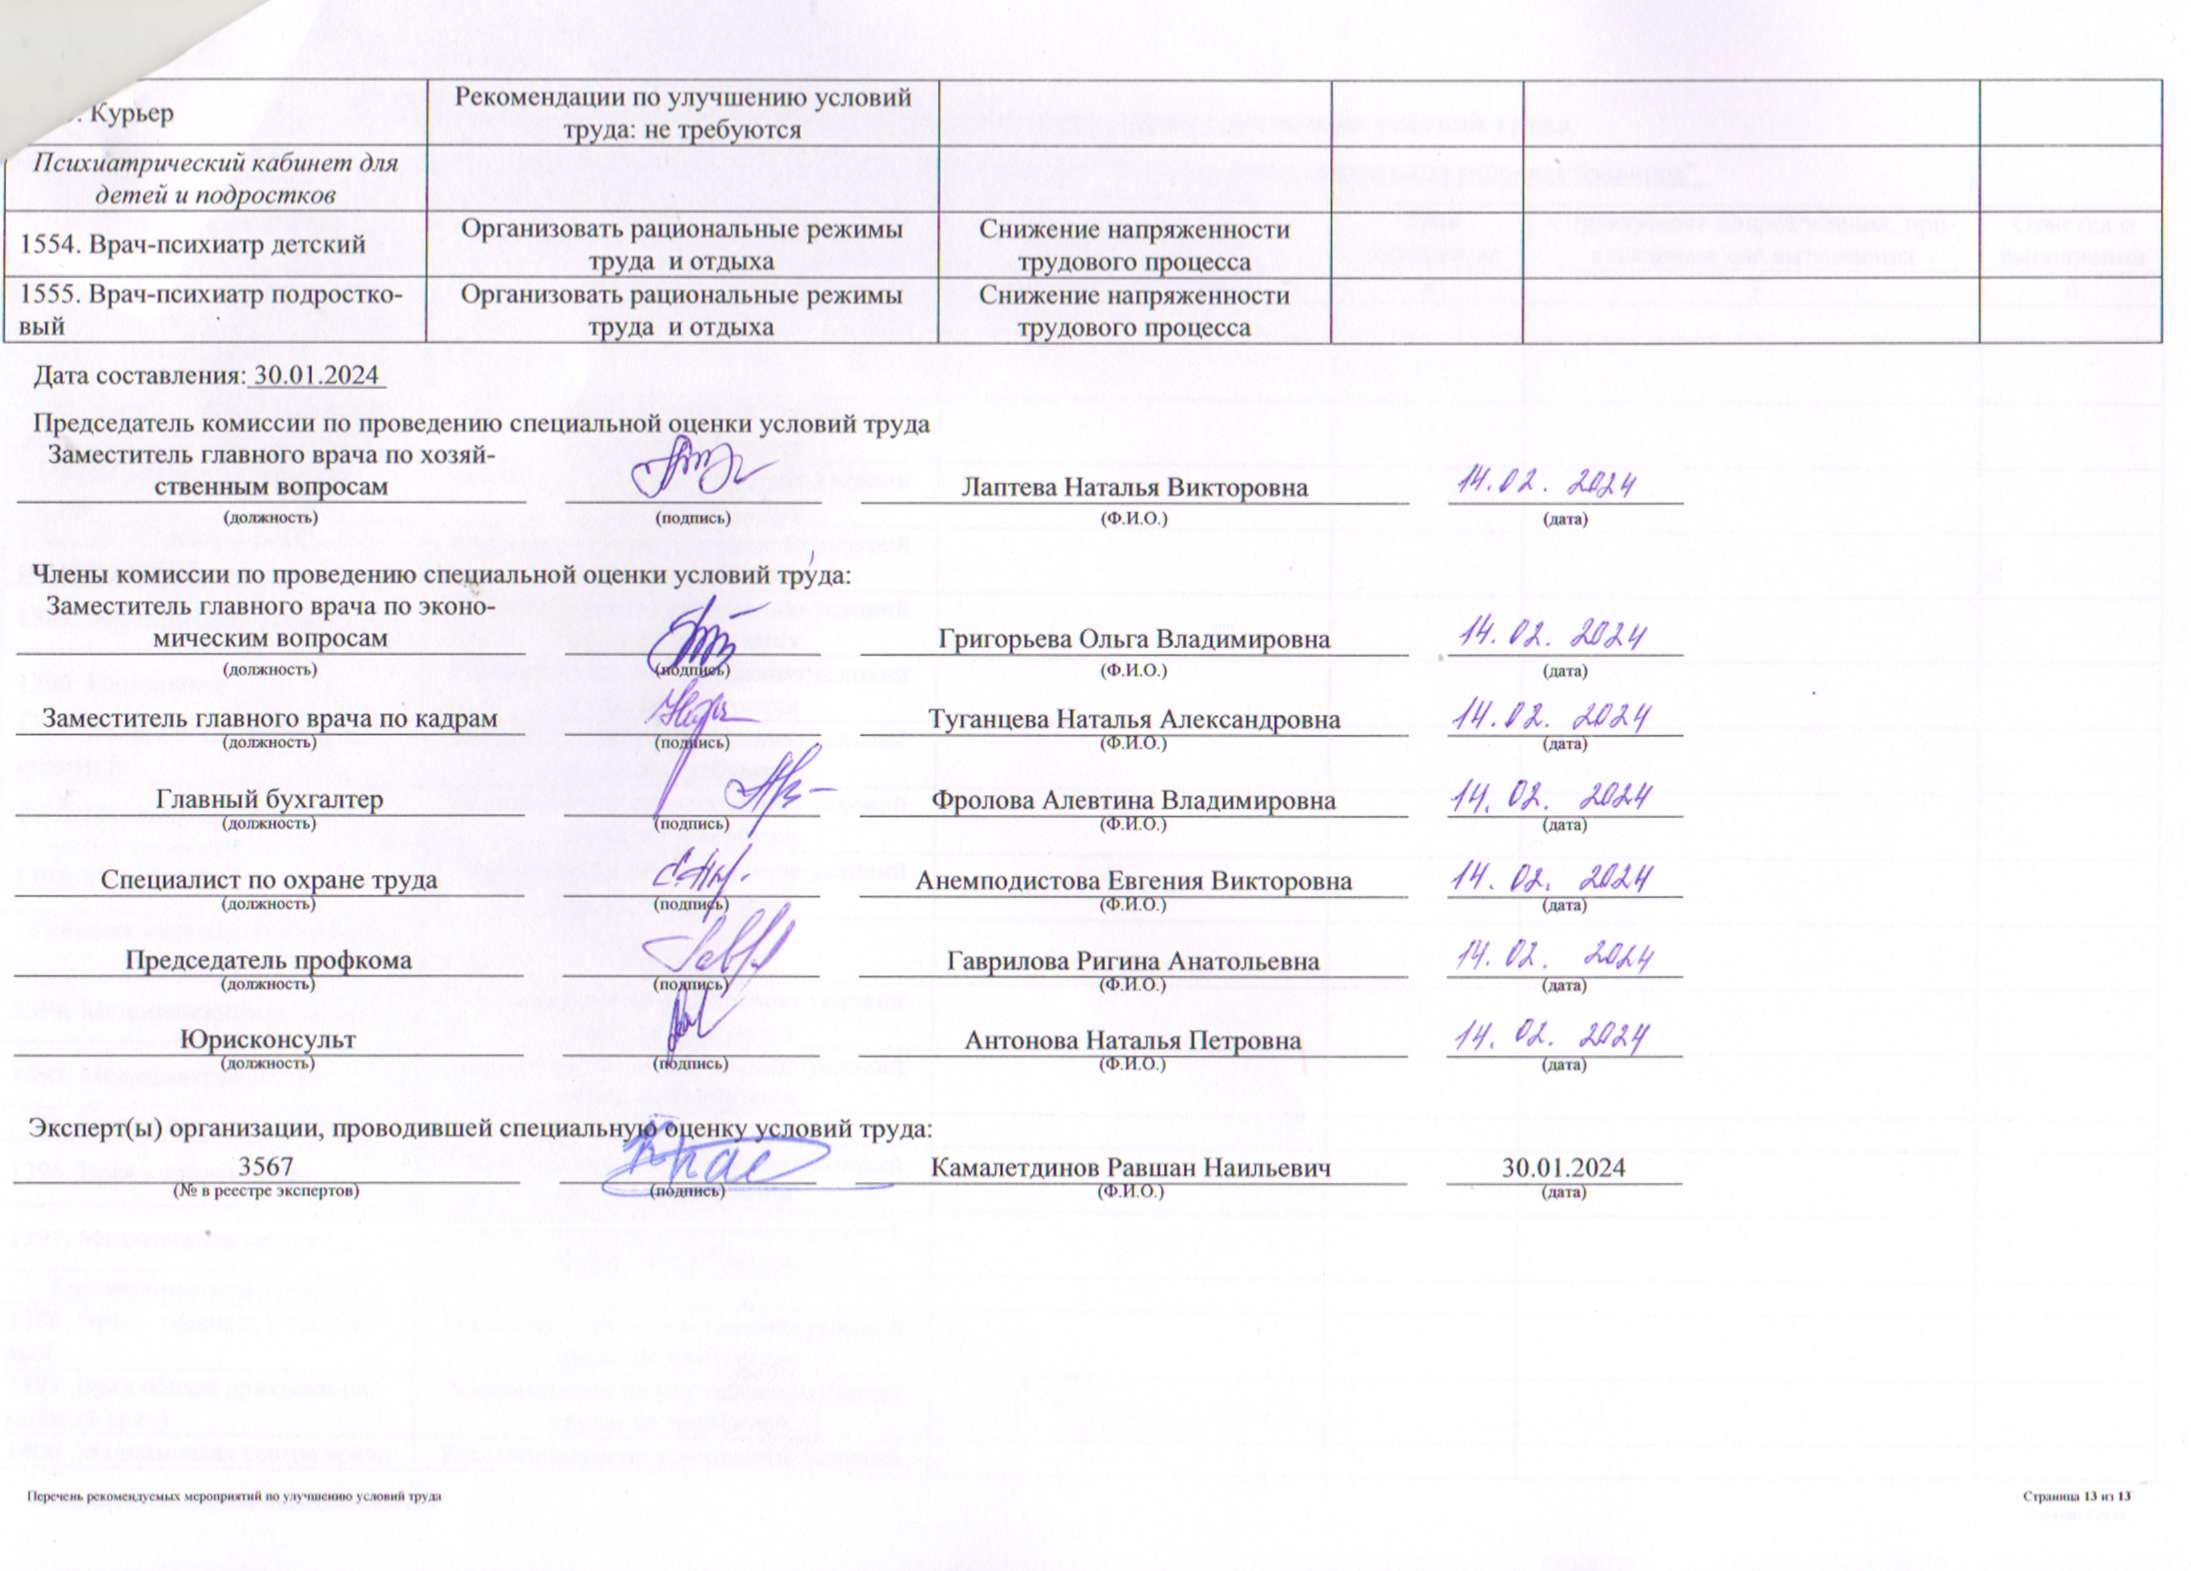 . Курьер
Рекомендации по улучшению условий
труда: не требуются
Психиатрический кабинет для
детей и подростков
1554. Врач-психиатр детский
Организовать рациональные режимы
труда и отдыха
Снижение напряженности
трудового процесса
1555. Врач-психиатр подростко-
вый
Организовать рациональные режимы
труда и отдыха
Снижение напряженности
трудового процесса
Дата составления: 30.01.2024
Председатель комиссии по проведению специальной оценки условий труда
Заместитель главного врача по хозяй-
ственным вопросам
Лаптева Наталья Викторовна
14.02. 2024
(должность) (подпись) (Ф.И.О.) (дата)
Члены комиссии по проведению специальной оценки условий труда:
Заместитель главного врача по эконо-
мическим вопросам
Григорьева Ольга Владимировна
14.02. 2024
(должность) (подпись) (Ф.И.О.) (дата)
Заместитель главного врача по кадрам Туганцева Наталья Александровна 14.02. 2024
(должность) (подпись) (Ф.И.О.) (дата)
Главный бухгалтер Фролова Алевтина Владимировна 14.02. 2024
(должность) (подпись) (Ф.И.О.) (дата)
Специалист по охране труда Анемподистова Евгения Викторовна 14.02. 2024
(должность) (подпись) (Ф.И.О.) (дата)
Председатель профкома Гаврилова Ригина Анатольевна 14.02. 2024
(должность) (подпись) (Ф.И.О.) (дата)
Юрисконсульт Антонова Наталья Петровна 14.02. 2024
(должность) (подпись) (Ф.И.О.) (дата)
Эксперт(ы) организации, проводившей специальную оценку условий труда:
3567 Камалетдинов Равшан Наильевич 30.01.2024
(№ в реестре экспертов) (подпись) (Ф.И.О.) (дата)
Перечень рекомендуемых мероприятий по улучшению условий труда
Страница 13 из 13